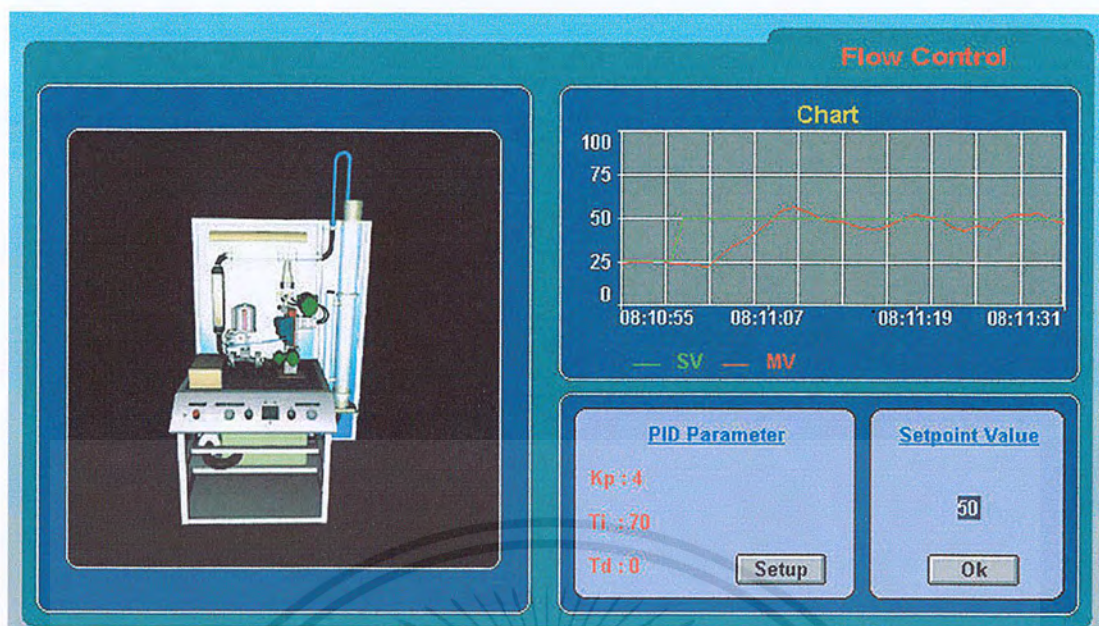 Flow Control
Chart
100
75
50
25
0
08:10:55 08:11:07 08:11:19 08:11:31
SV MV
PID Parameter
Kp : 4
Ti : 70
Td : 0
Setup
Setpoint Value
50
Ok